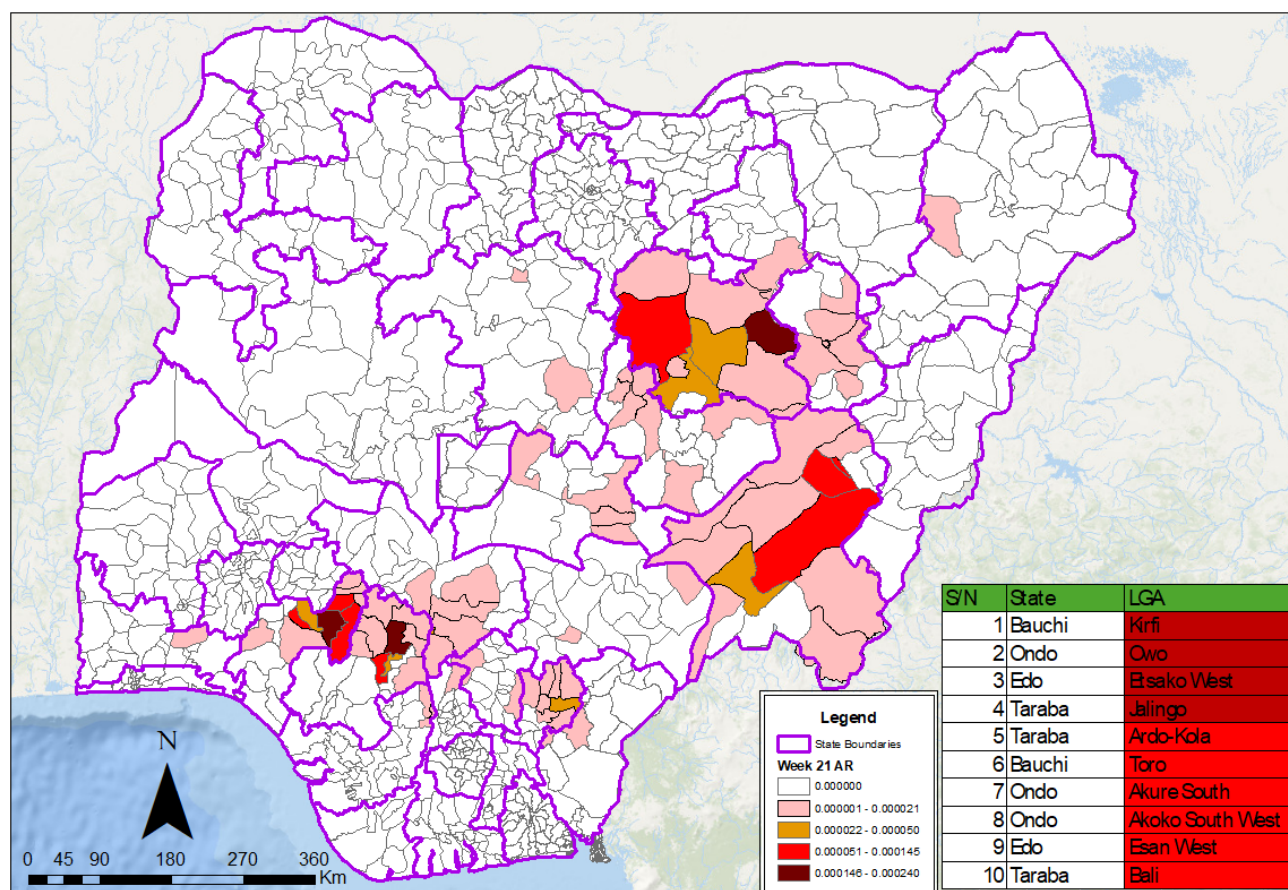 N
0 45 90 180 270 360
Km
Legend
State Boundaries
Week 21 AR
0.000000
0.000001 - 0.000021
0.000022 - 0.000050
0.000051 - 0.000145
0.000146 - 0.000240
S/N State LGA
1 Bauchi Kirfi
2 Ondo Owo
3 Edo Etsako West
4 Taraba Jalingo
5 Taraba Ardo-Kola
6 Bauchi Toro
7 Ondo Akure South
8 Ondo Akoko South West
9 Edo Esan West
10 Taraba Bali